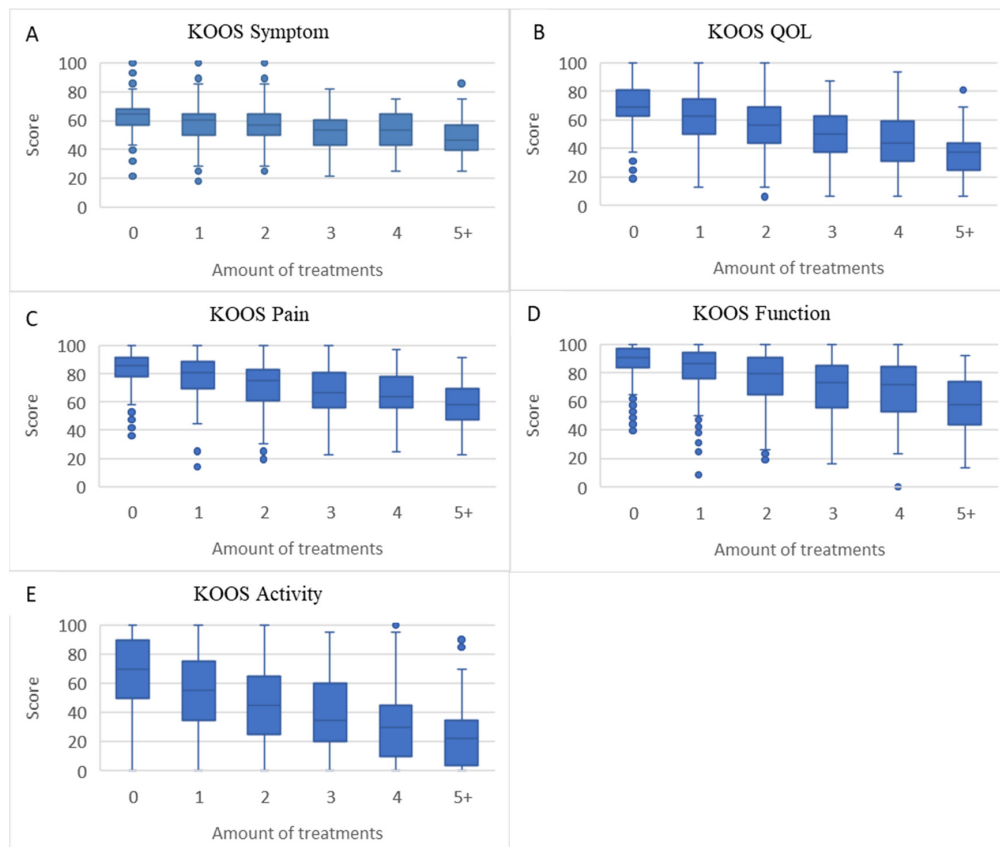 A
KOOS Symptom
100
80
60
40
20
0
Score
0 1 2 3 4 5+
Amount of treatments
B
KOOS QOL
100
80
60
40
20
0
Score
0 1 2 3 4 5+
Amount of treatments
C
KOOS Pain
100
80
60
40
20
0
Score
0 1 2 3 4 5+
Amount of treatments
D
KOOS Function
100
80
60
40
20
0
Score
0 1 2 3 4 5+
Amount of treatments
E
KOOS Activity
100
80
60
40
20
0
Score
0 1 2 3 4 5+
Amount of treatments